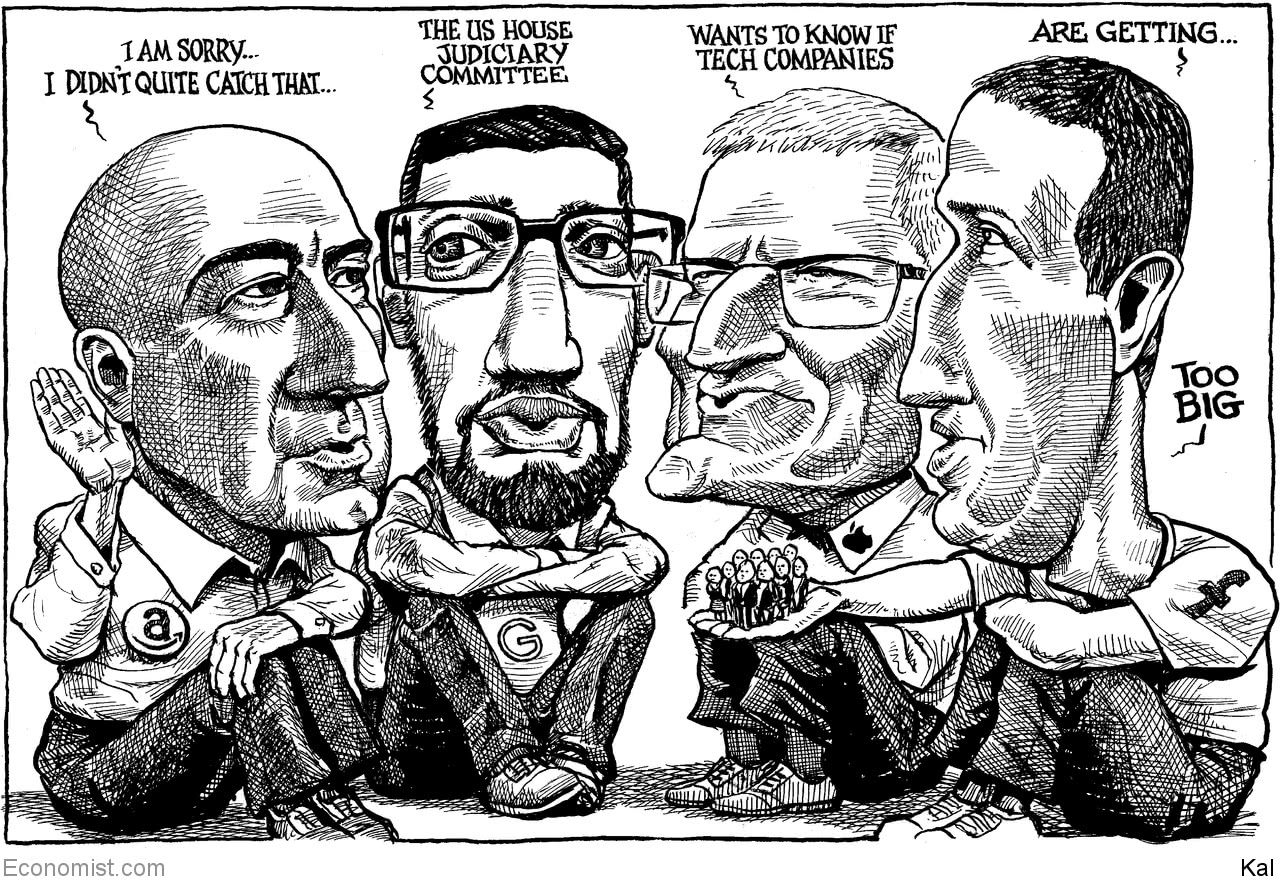 I AM SORRY...
I DIDN'T QUITE CATCH THAT...
THE US HOUSE
JUDICIARY
COMMITTEE
WANTS TO KNOW IF
TECH COMPANIES
ARE GETTING...
TOO
BIG
a
G
f
Economist.com
Kal